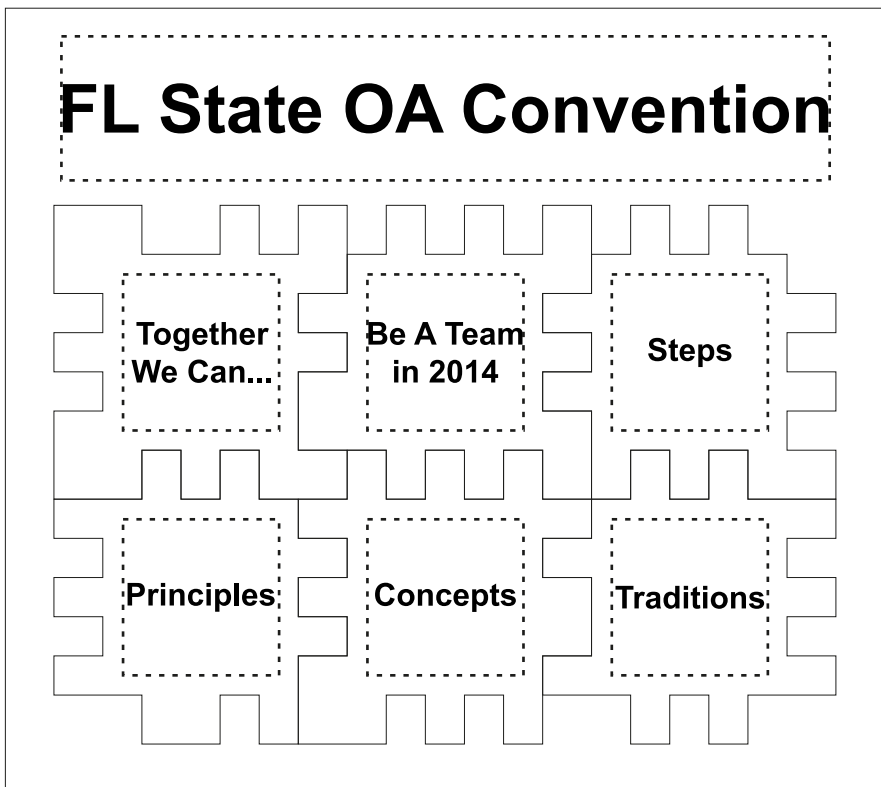 FL State OA Convention
Together
We Can...
Be A Team
in 2014
Steps
Principles
Concepts
Traditions